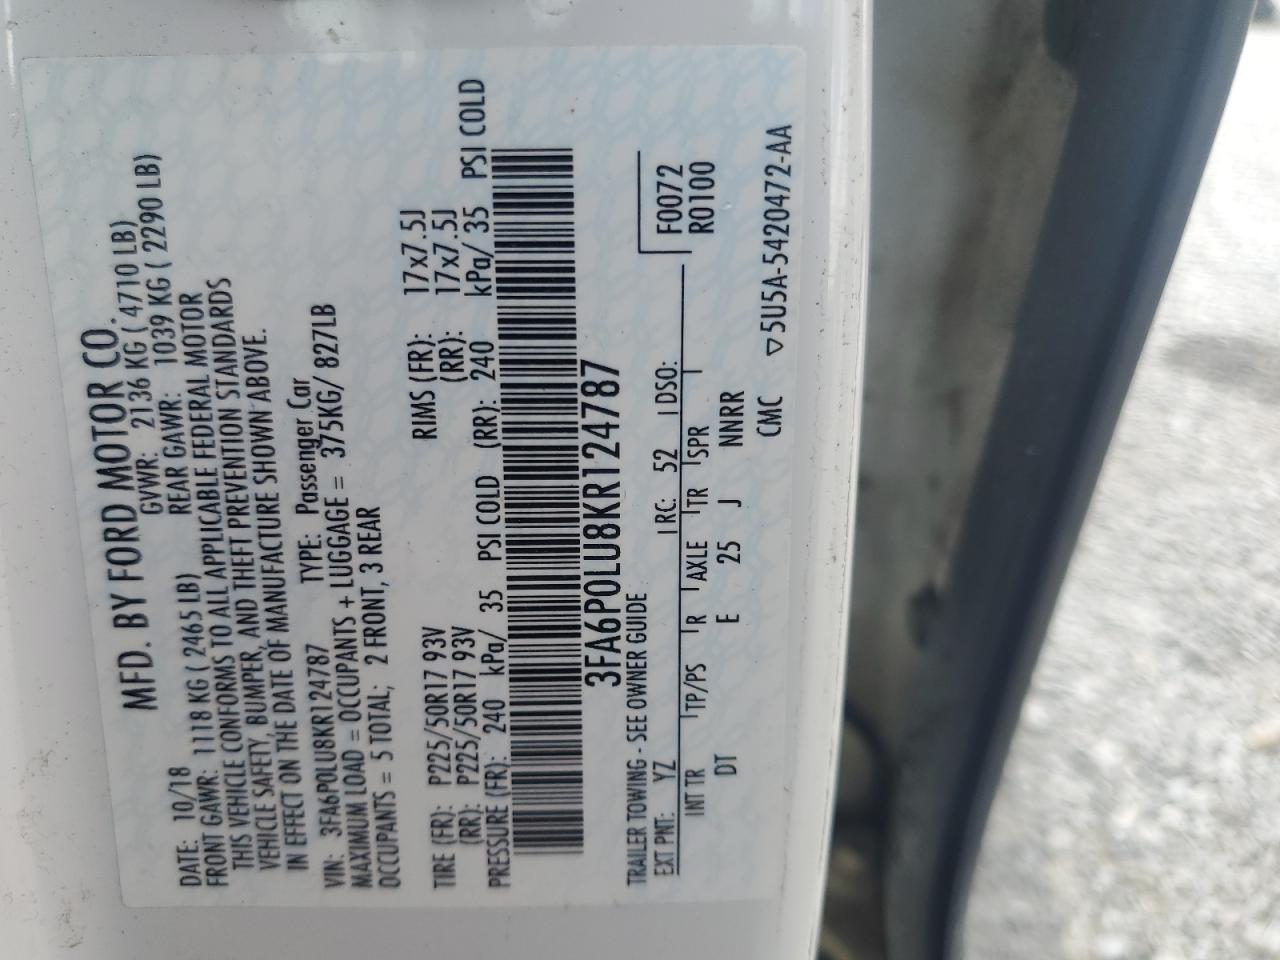 MFD. BY FORD MOTOR CO.
DATE: 10/18 GVWR: 2136 KG ( 4710 LB)
FRONT GAWR: 1118 KG ( 2465 LB) REAR GAWR: 1039 KG ( 2290 LB)
THIS VEHICLE CONFORMS TO ALL APPLICABLE FEDERAL MOTOR
VEHICLE SAFETY, BUMPER, AND THEFT PREVENTION STANDARDS
IN EFFECT ON THE DATE OF MANUFACTURE SHOWN ABOVE.
VIN: 3FA6P0LU8KR124787 TYPE: Passenger Car
MAXIMUM LOAD = OCCUPANTS + LUGGAGE = 375KG/ 827LB
OCCUPANTS = 5 TOTAL; 2 FRONT, 3 REAR
TIRE (FR): P225/50R17 93V RIMS (FR): 17x7.5J
(RR): P225/50R17 93V (RR): 17x7.5J
PRESSURE (FR): 240 kPa/ 35 PSI COLD (RR): 240 kPa/ 35 PSI COLD
3FA6P0LU8KR124787
TRAILER TOWING - SEE OWNER GUIDE F0072
EXT PNT: YZ RC: 52 DSO: R0100
INT TR TP/PS R AXLE TR SPR
DT E 25 J NNRR
CMC ▽5U5A-5420472-AA